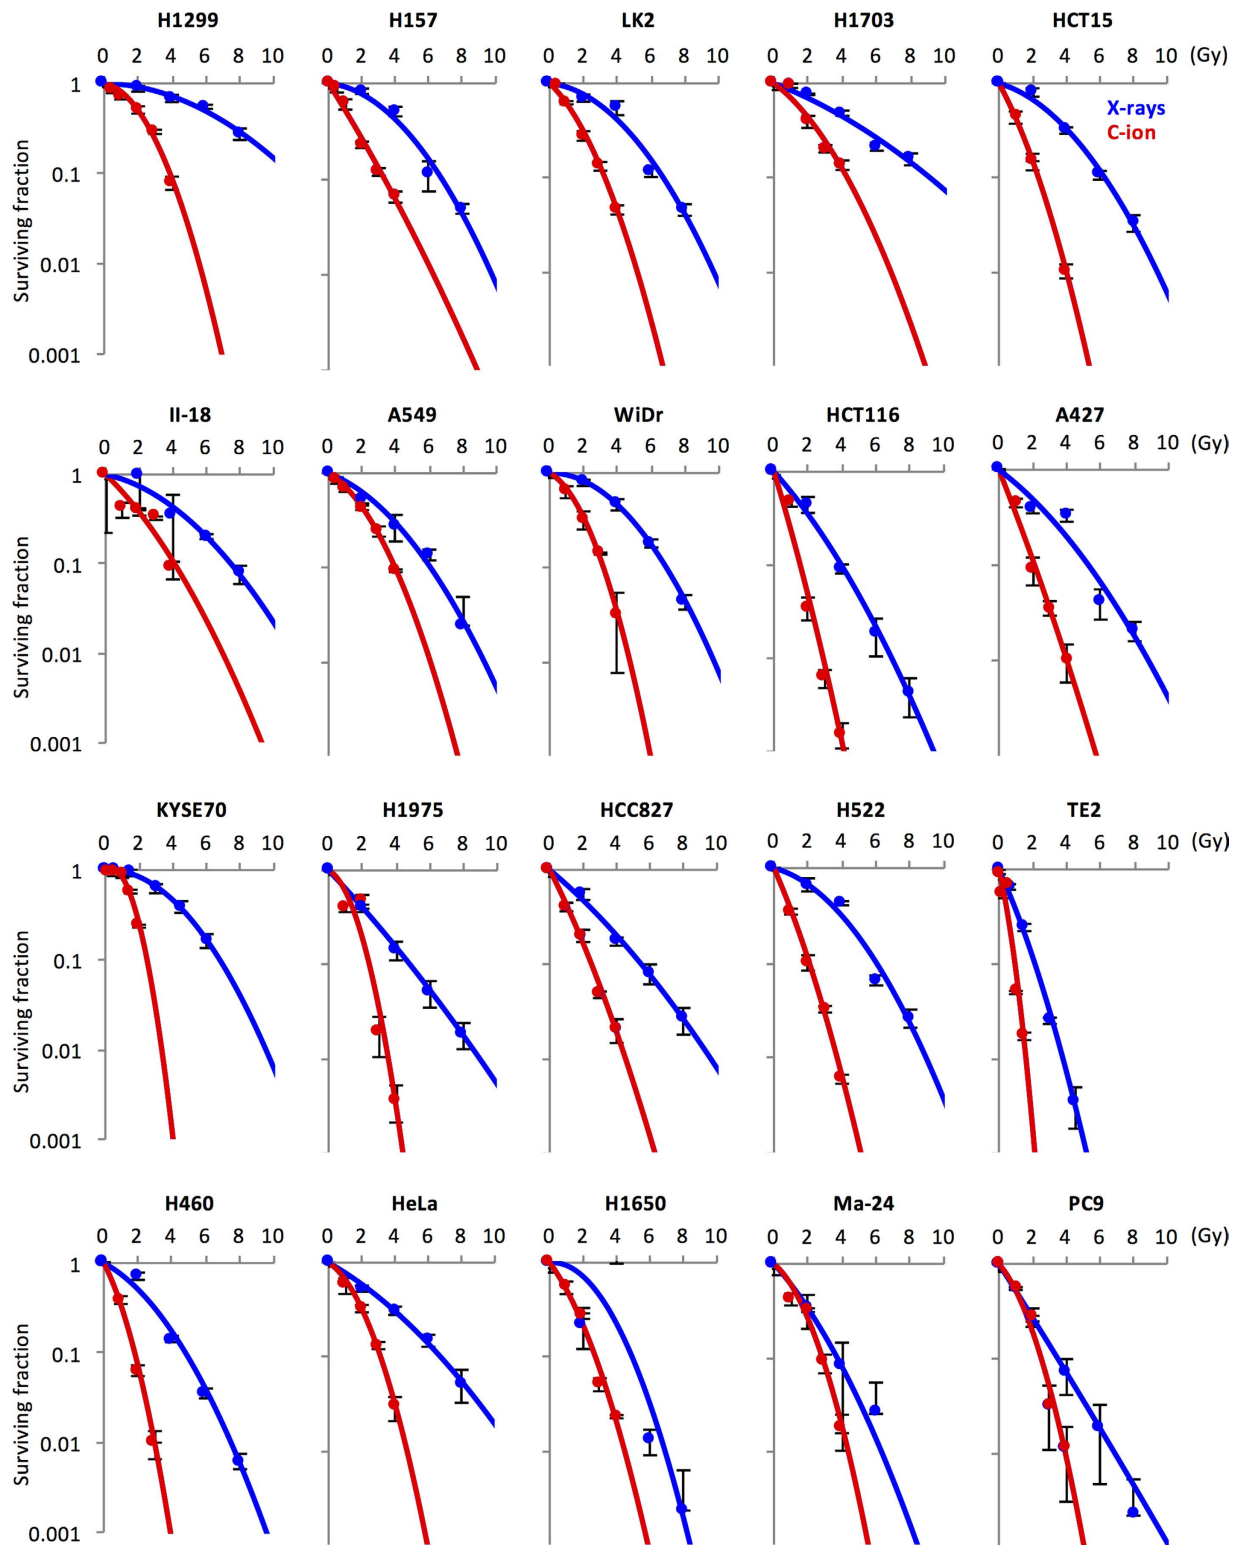 H1299 H157 LK2 H1703 HCT15
0 2 4 6 8 10 0 2 4 6 8 10 0 2 4 6 8 10 0 2 4 6 8 10 0 2 4 6 8 10 (Gy)
1
X-rays
C-ion
0.1
0.01
0.001
Surviving fraction
II-18 A549 WiDr HCT116 A427
0 2 4 6 8 10 0 2 4 6 8 10 0 2 4 6 8 10 0 2 4 6 8 10 0 2 4 6 8 10 (Gy)
1
0.1
0.01
0.001
Surviving fraction
KYSE70 H1975 HCC827 H522 TE2
0 2 4 6 8 10 0 2 4 6 8 10 0 2 4 6 8 10 0 2 4 6 8 10 0 2 4 6 8 10 (Gy)
1
0.1
0.01
0.001
Surviving fraction
H460 HeLa H1650 Ma-24 PC9
0 2 4 6 8 10 0 2 4 6 8 10 0 2 4 6 8 10 0 2 4 6 8 10 0 2 4 6 8 10 (Gy)
1
0.1
0.01
0.001
Surviving fraction